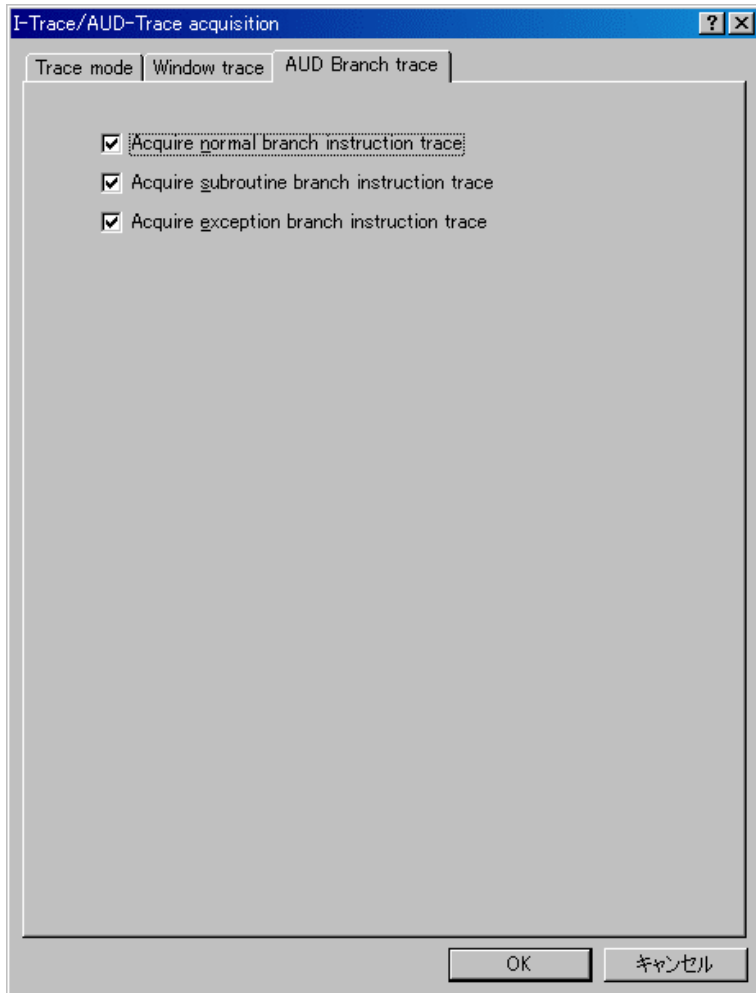 I-Trace/AUD-Trace acquisition
Trace mode Window trace AUD Branch trace
Acquire normal branch instruction trace
Acquire subroutine branch instruction trace
Acquire exception branch instruction trace
OK キャンセル